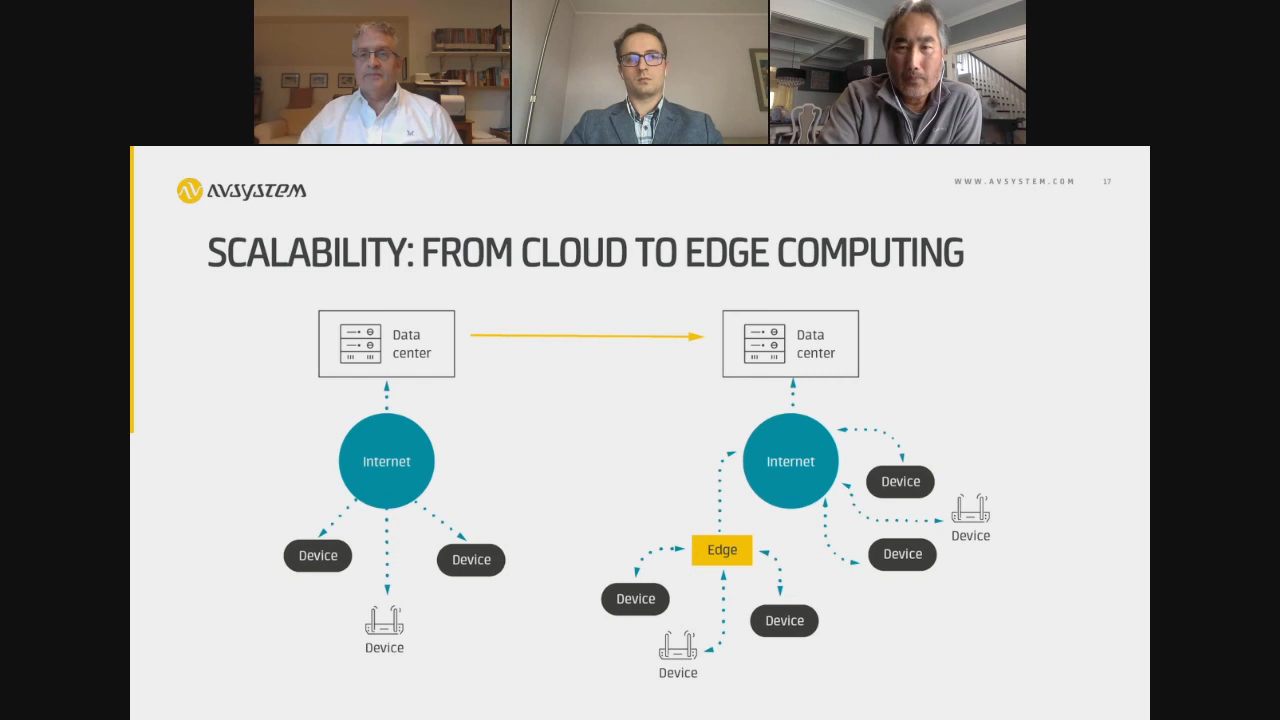 AVSYSTEM
WWW.AVSYSTEM.COM 17
SCALABILITY: FROM CLOUD TO EDGE COMPUTING
Data
center
Data
center
Internet
Internet
Device
Device
Device
Device
Edge
Device
Device
Device
Device
Device
Device